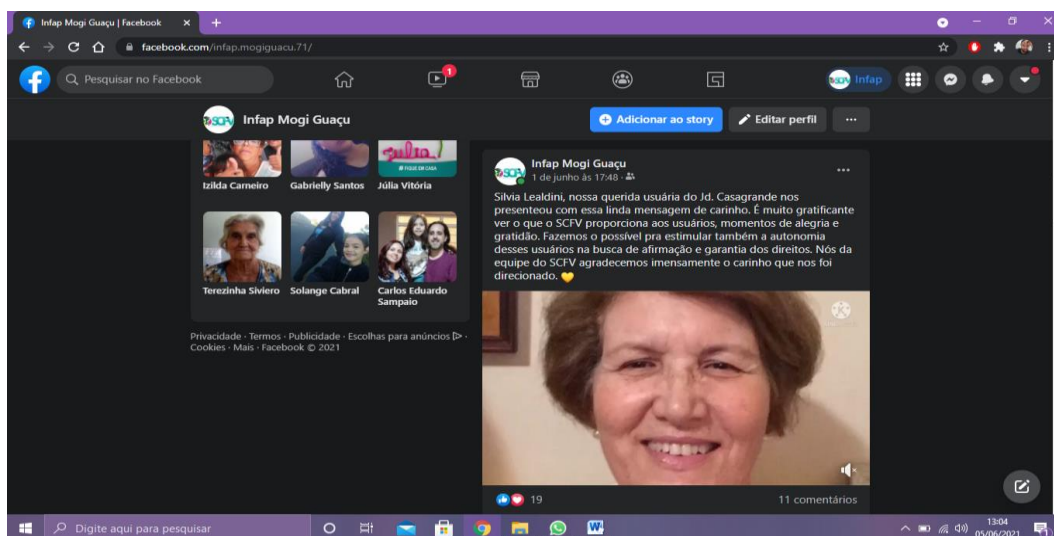 Infap Mogi Guaçu | Facebook
facebook.com/infap.mogiguacu.71/
Pesquisar no Facebook
1
Infap
SCFV
Infap Mogi Guaçu
Adicionar ao story
Editar perfil
Izilda Carneiro
Gabrielly Santos
Júlia Vitória
Terezinha Siviero
Solange Cabral
Carlos Eduardo
Sampaio
Privacidade · Termos · Publicidade · Escolhas para anúncios ·
Cookies · Mais · Facebook © 2021
Infap Mogi Guaçu
1 de junho às 17:48
Silvia Lealdini, nossa querida usuária do Jd. Casagrande nos
presenteou com essa linda mensagem de carinho. É muito gratificante
ver o que o SCFV proporciona aos usuários, momentos de alegria e
gratidão. Fazemos o possível pra estimular também a autonomia
desses usuários na busca de afirmação e garantia dos direitos. Nós da
equipe do SCFV agradecemos imensamente o carinho que nos foi
direcionado.
19
11 comentários
Digite aqui para pesquisar
13:04
05/06/2021